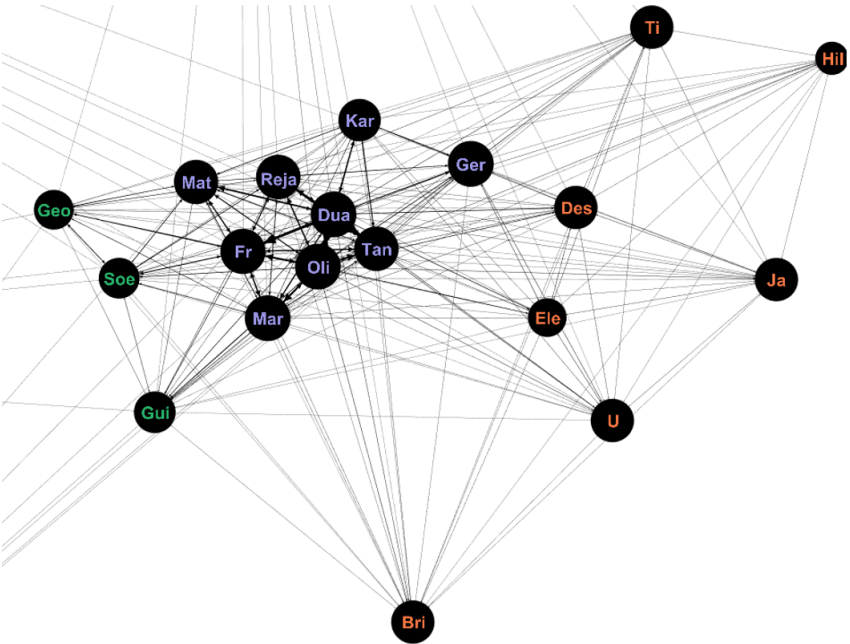 Ti
Hil
Kar
Ger
Reja
Mat
Des
Geo
Dua
Fr
Tan
Oli
Soe
Ja
Mar
Ele
Gui
U
Bri